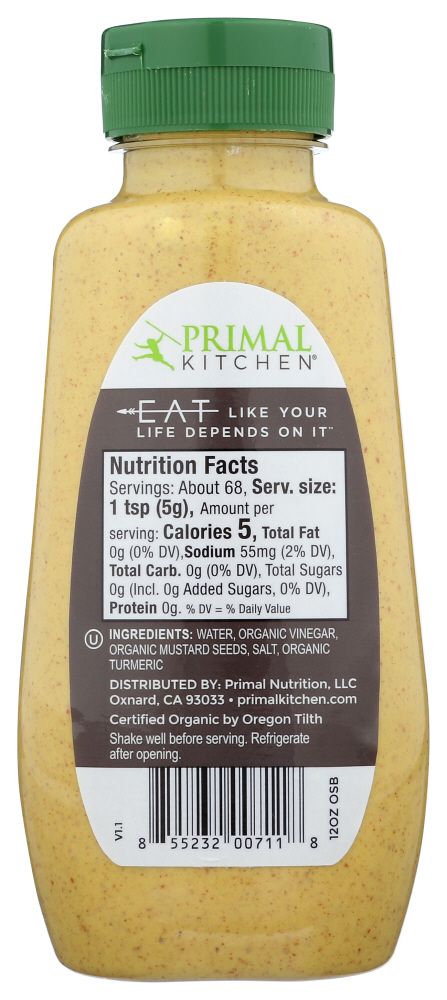 PRIMAL
KITCHEN®
EAT LIKE YOUR
LIFE DEPENDS ON IT™
Nutrition Facts
Servings: About 68, Serv. size:
1 tsp (5g), Amount per
serving: Calories 5, Total Fat
0g (0% DV),Sodium 55mg (2% DV),
Total Carb. 0g (0% DV), Total Sugars
0g (Incl. 0g Added Sugars, 0% DV),
Protein 0g. % DV = % Daily Value
U INGREDIENTS: WATER, ORGANIC VINEGAR,
ORGANIC MUSTARD SEEDS, SALT, ORGANIC
TURMERIC
DISTRIBUTED BY: Primal Nutrition, LLC
Oxnard, CA 93033 • primalkitchen.com
Certified Organic by Oregon Tilth
Shake well before serving. Refrigerate
after opening.
V1.1
8 55232 00711 8
12OZ OSB